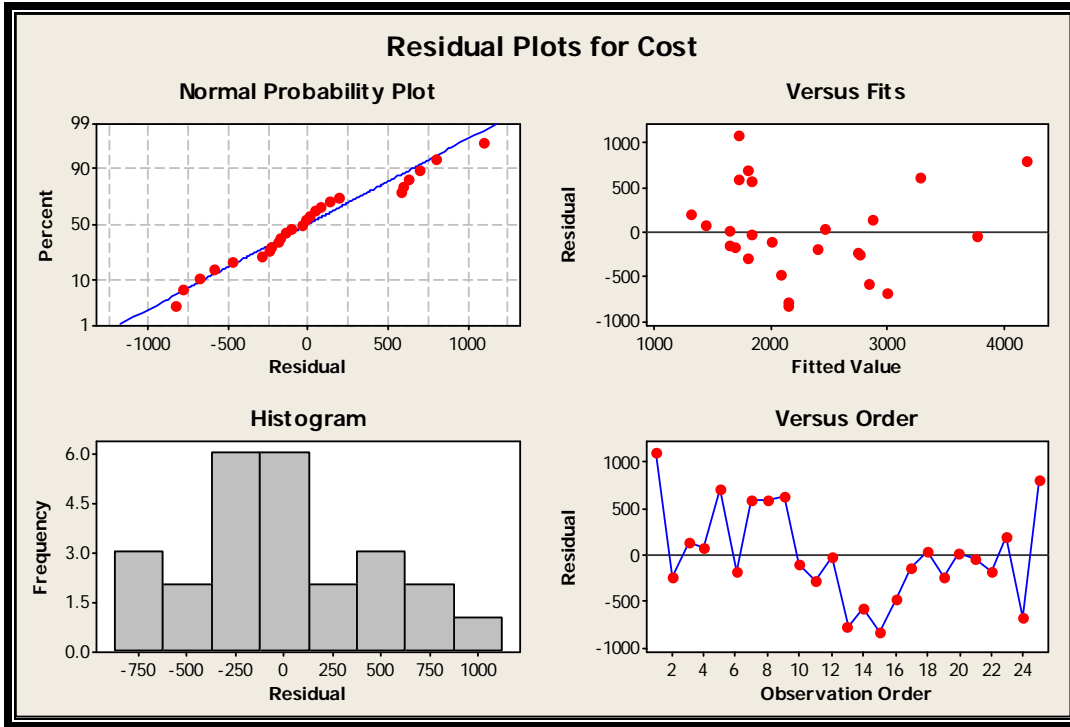 Residual Plots for Cost
Normal Probability Plot
99
90
50
10
1
Percent
-1000 -500 0 500 1000
Residual
Versus Fits
1000
500
0
-500
-1000
Residual
1000 2000 3000 4000
Fitted Value
Histogram
6.0
4.5
3.0
1.5
0.0
Frequency
-750 -500 -250 0 250 500 750 1000
Residual
Versus Order
1000
500
0
-500
-1000
Residual
2 4 6 8 10 12 14 16 18 20 22 24
Observation Order